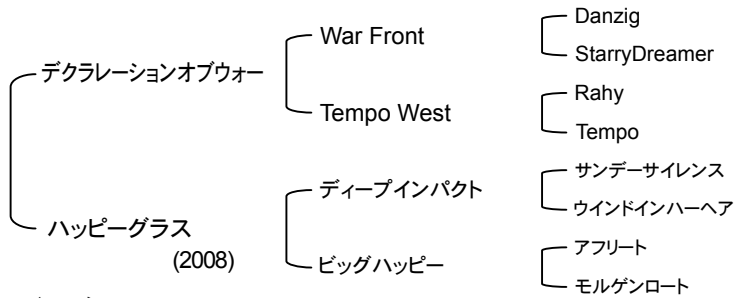 デクラレーションオブウォー
War Front
Danzig
StarryDreamer
Tempo West
Rahy
Tempo
ハッピーグラス
(2008)
ディープインパクト
サンデーサイレンス
ウインドインハーヘア
ビッグハッピー
アフリート
モルゲンロート